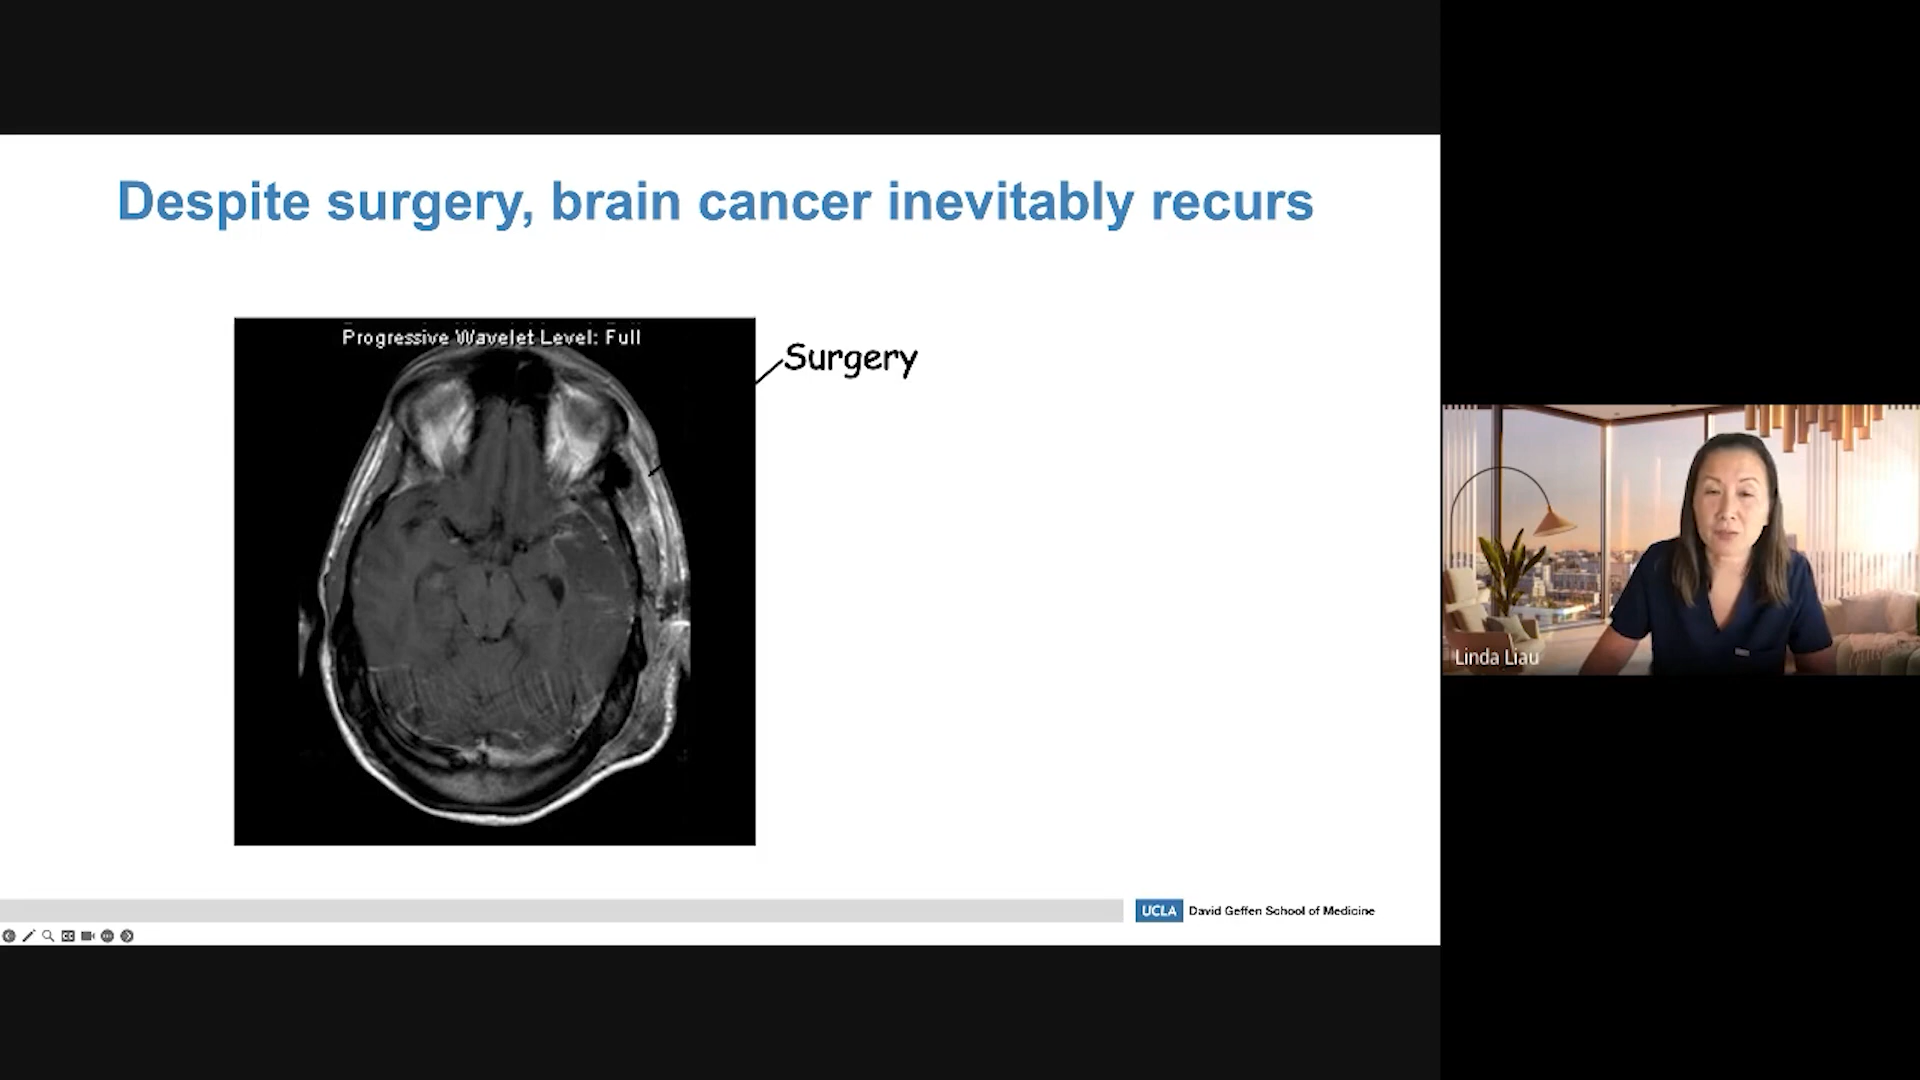 Despite surgery, brain cancer inevitably recurs
Progressive Wavelet Level: Full
Surgery
Linda Liau
UCLA David Geffen School of Medicine